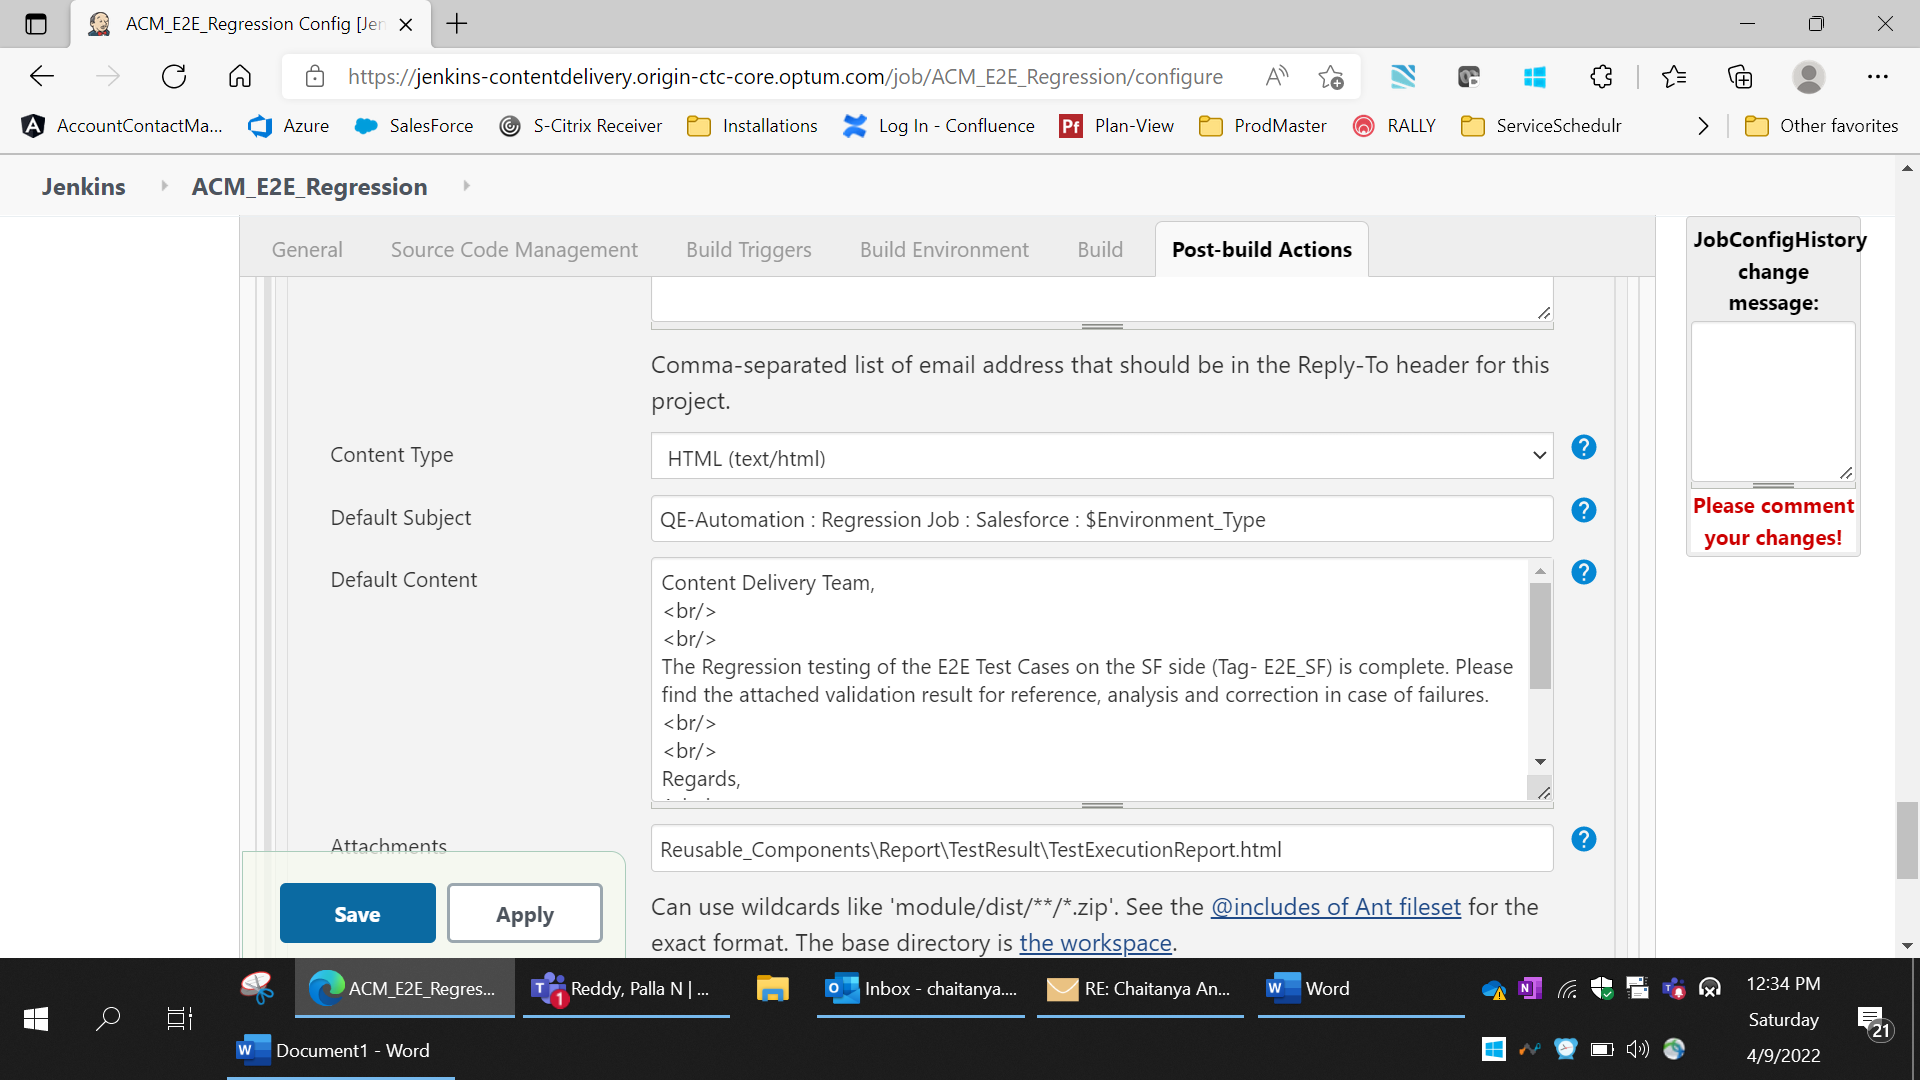 ACM_E2E_Regression Config [Jen
https://jenkins-contentdelivery.origin-ctc-core.optum.com/job/ACM_E2E_Regression/configure
AccountContactMa...
Azure
SalesForce
S-Citrix Receiver
Installations
Log In - Confluence
Plan-View
ProdMaster
RALLY
ServiceSchedulr
Other favorites
Jenkins
ACM_E2E_Regression
General
Source Code Management
Build Triggers
Build Environment
Build
Post-build Actions
JobConfigHistory
change
message:
Please comment
your changes!
Comma-separated list of email address that should be in the Reply-To header for this
project.
Content Type
HTML (text/html)
Default Subject
QE-Automation : Regression Job : Salesforce : $Environment_Type
Default Content
Content Delivery Team,
<br/>
<br/>
The Regression testing of the E2E Test Cases on the SF side (Tag- E2E_SF) is complete. Please
find the attached validation result for reference, analysis and correction in case of failures.
<br/>
<br/>
Regards,
Attachments
Reusable_Components\Report\TestResult\TestExecutionReport.html
Can use wildcards like 'module/dist/**/*.zip'. See the @includes of Ant fileset for the
exact format. The base directory is the workspace.
Save
Apply
ACM_E2E_Regres...
Reddy, Palla N | ...
Inbox - chaitanya....
RE: Chaitanya An...
Word
Document1 - Word
12:34 PM
Saturday
4/9/2022
21